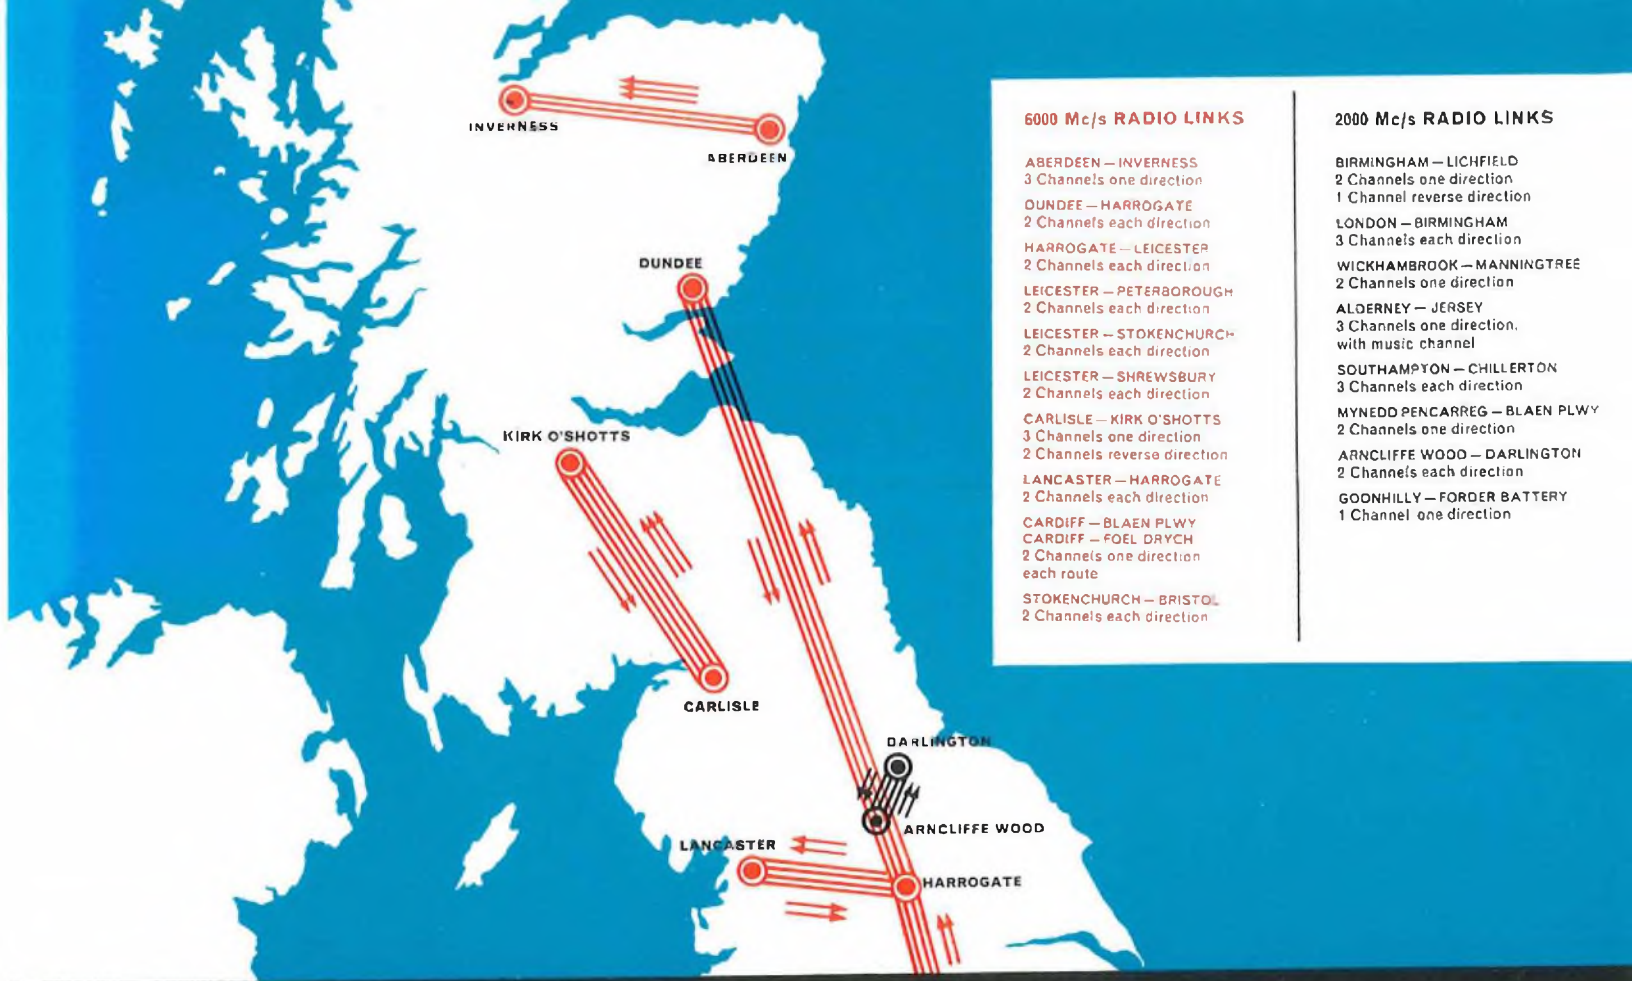 INVERNESS
ABERDEEN
DUNDEE
KIRK O'SHOTTS
CARLISLE
DARLINGTON
ARNCLIFFE WOOD
LANCASTER
HARROGATE
6000 Mc/s RADIO LINKS
ABERDEEN — INVERNESS
3 Channels one direction
DUNDEE — HARROGATE
2 Channels each direction
HARROGATE — LEICESTER
2 Channels each direction
LEICESTER — PETERBOROUGH
2 Channels each direction
LEICESTER — STOKENCHURCH
2 Channels each direction
LEICESTER — SHREWSBURY
2 Channels each direction
CARLISLE — KIRK O'SHOTTS
3 Channels one direction
2 Channels reverse direction
LANCASTER — HARROGATE
2 Channels each direction
CARDIFF — BLAEN PLWY
CARDIFF — FOEL DRYCH
2 Channels one direction
each route
STOKENCHURCH — BRISTOL
2 Channels each direction
2000 Mc/s RADIO LINKS
BIRMINGHAM — LICHFIELD
2 Channels one direction
1 Channel reverse direction
LONDON — BIRMINGHAM
3 Channels each direction
WICKHAMBROOK — MANNINGTREE
2 Channels one direction
ALDERNEY — JERSEY
3 Channels one direction,
with music channel
SOUTHAMPTON — CHILLERTON
3 Channels each direction
MYNEDD PENCARREG — BLAEN PLWY
2 Channels one direction
ARNCLIFFE WOOD — DARLINGTON
2 Channels each direction
GOONHILLY — FORDER BATTERY
1 Channel one direction